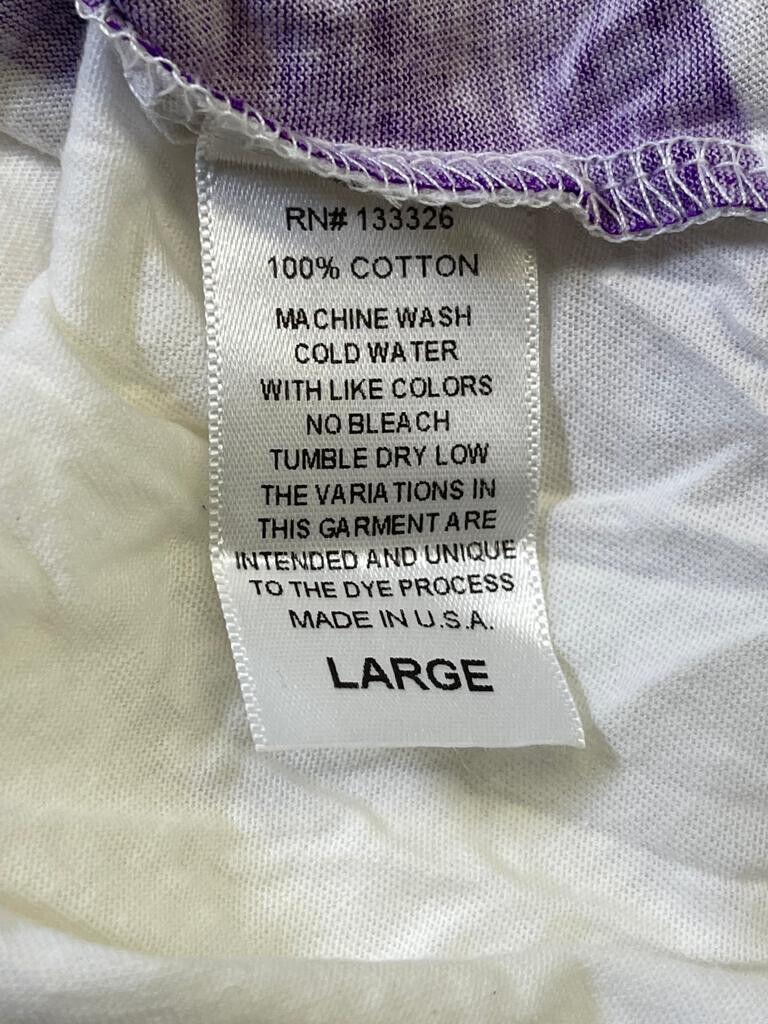 RN# 133326
100% COTTON
MACHINE WASH
COLD WATER
WITH LIKE COLORS
NO BLEACH
TUMBLE DRY LOW
THE VARIATIONS IN
THIS GARMENT ARE
INTENDED AND UNIQUE
TO THE DYE PROCESS
MADE IN U.S.A.
LARGE